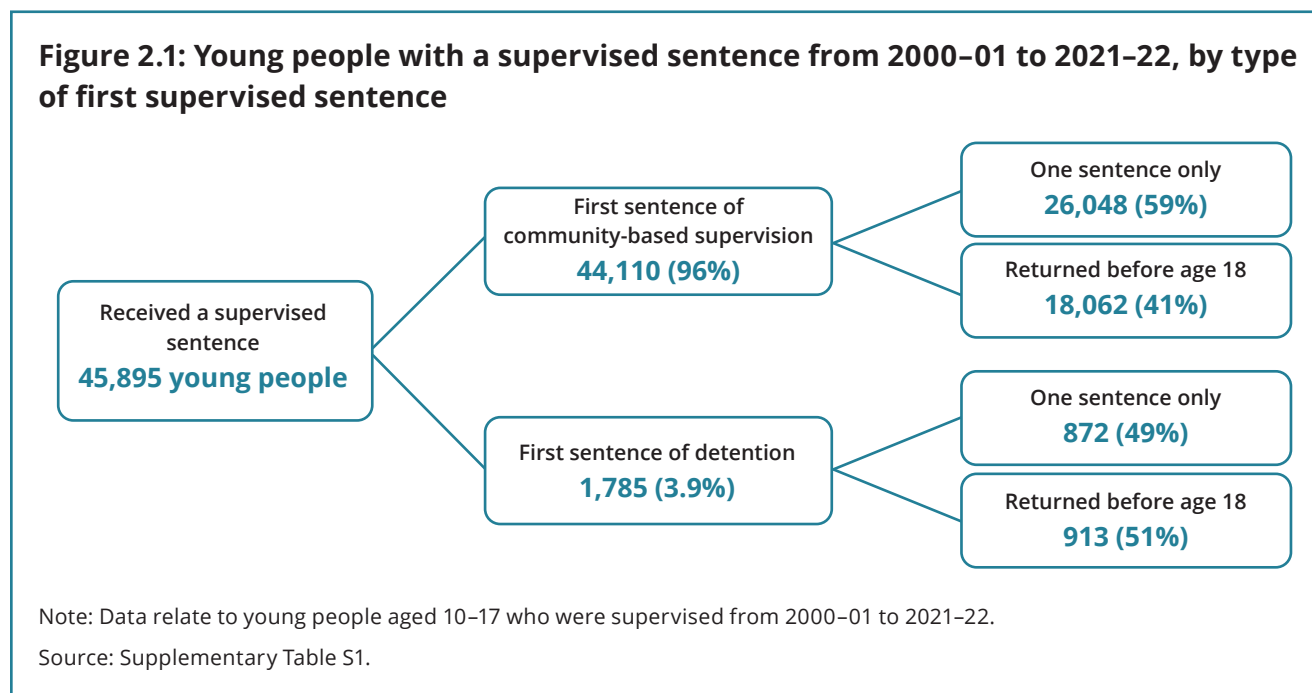 Figure 2.1: Young people with a supervised sentence from 2000–01 to 2021–22, by type
of first supervised sentence
Received a supervised
sentence
45,895 young people
First sentence of
community-based supervision
44,110 (96%)
One sentence only
26,048 (59%)
Returned before age 18
18,062 (41%)
First sentence of detention
1,785 (3.9%)
One sentence only
872 (49%)
Returned before age 18
913 (51%)
Note: Data relate to young people aged 10–17 who were supervised from 2000–01 to 2021–22.
Source: Supplementary Table S1.